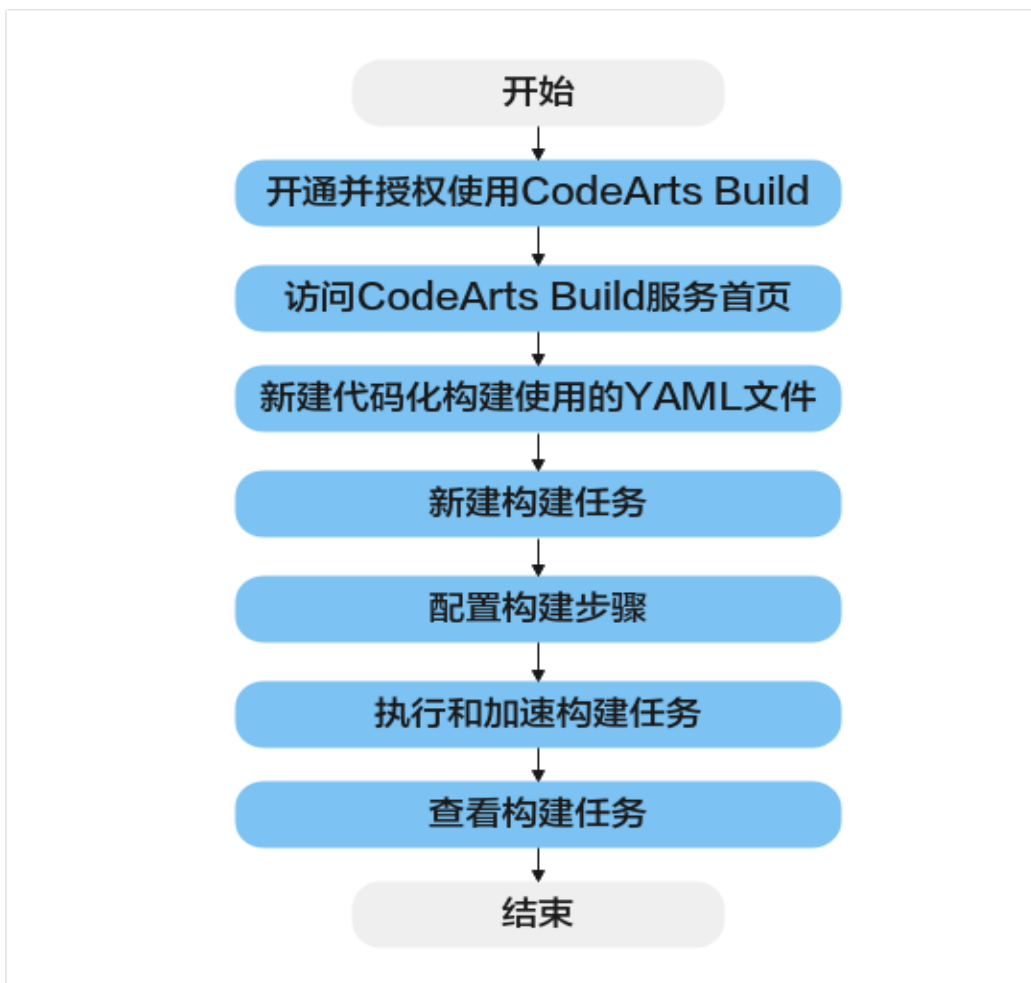 开始
开通并授权使用CodeArts Build
访问CodeArts Build服务首页
新建代码化构建使用的YAML文件
新建构建任务
配置构建步骤
执行和加速构建任务
查看构建任务
结束